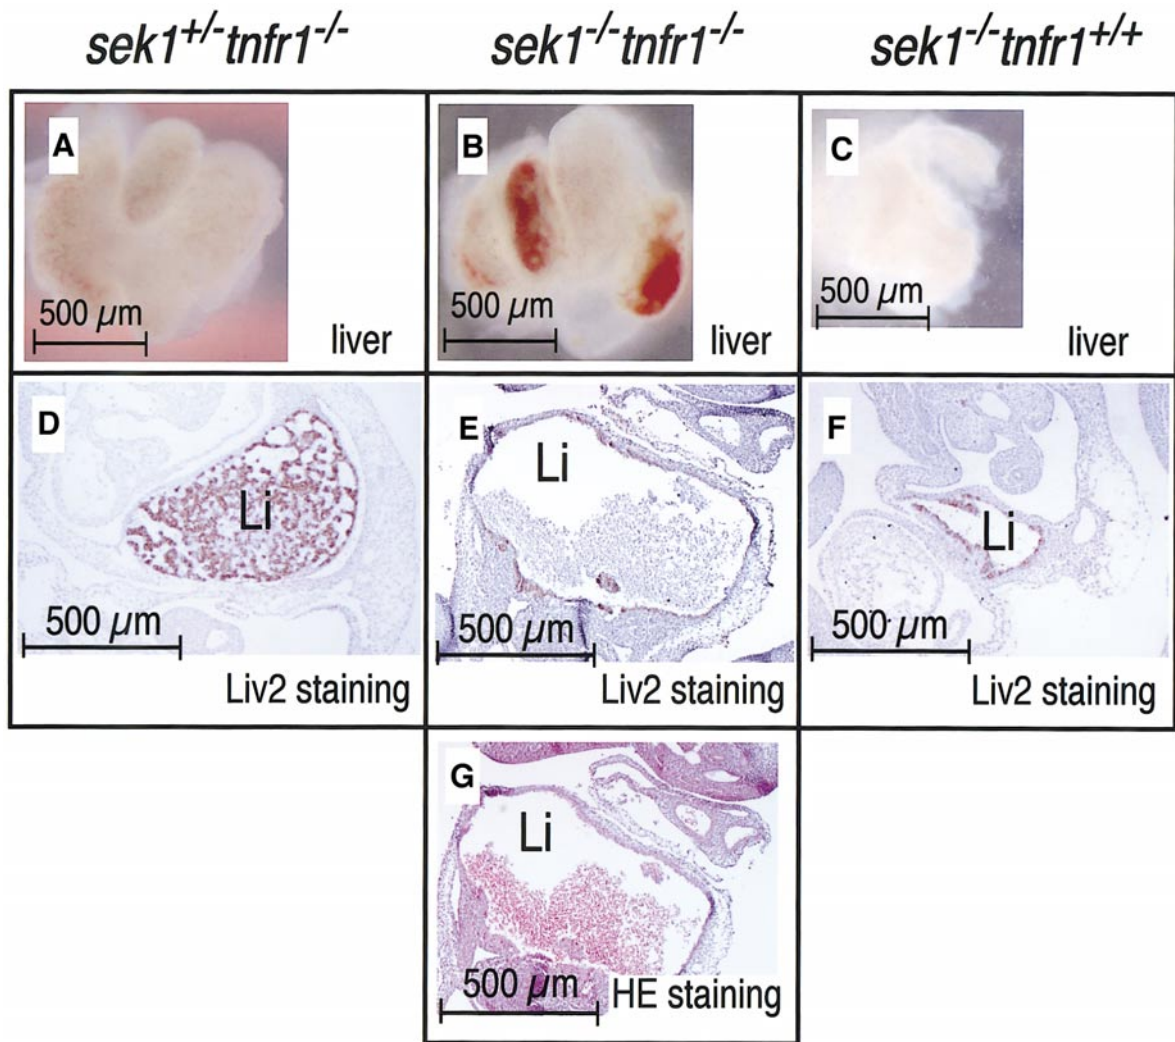 sek1+/-tnfr1-/- sek1-/-tnfr1-/- sek1-/-tnfr1+/+
A B C
500 µm 500 µm 500 µm
liver liver liver
D E F
Li Li Li
500 µm 500 µm 500 µm
Liv2 staining Liv2 staining Liv2 staining
G
Li
500 µm
HE staining